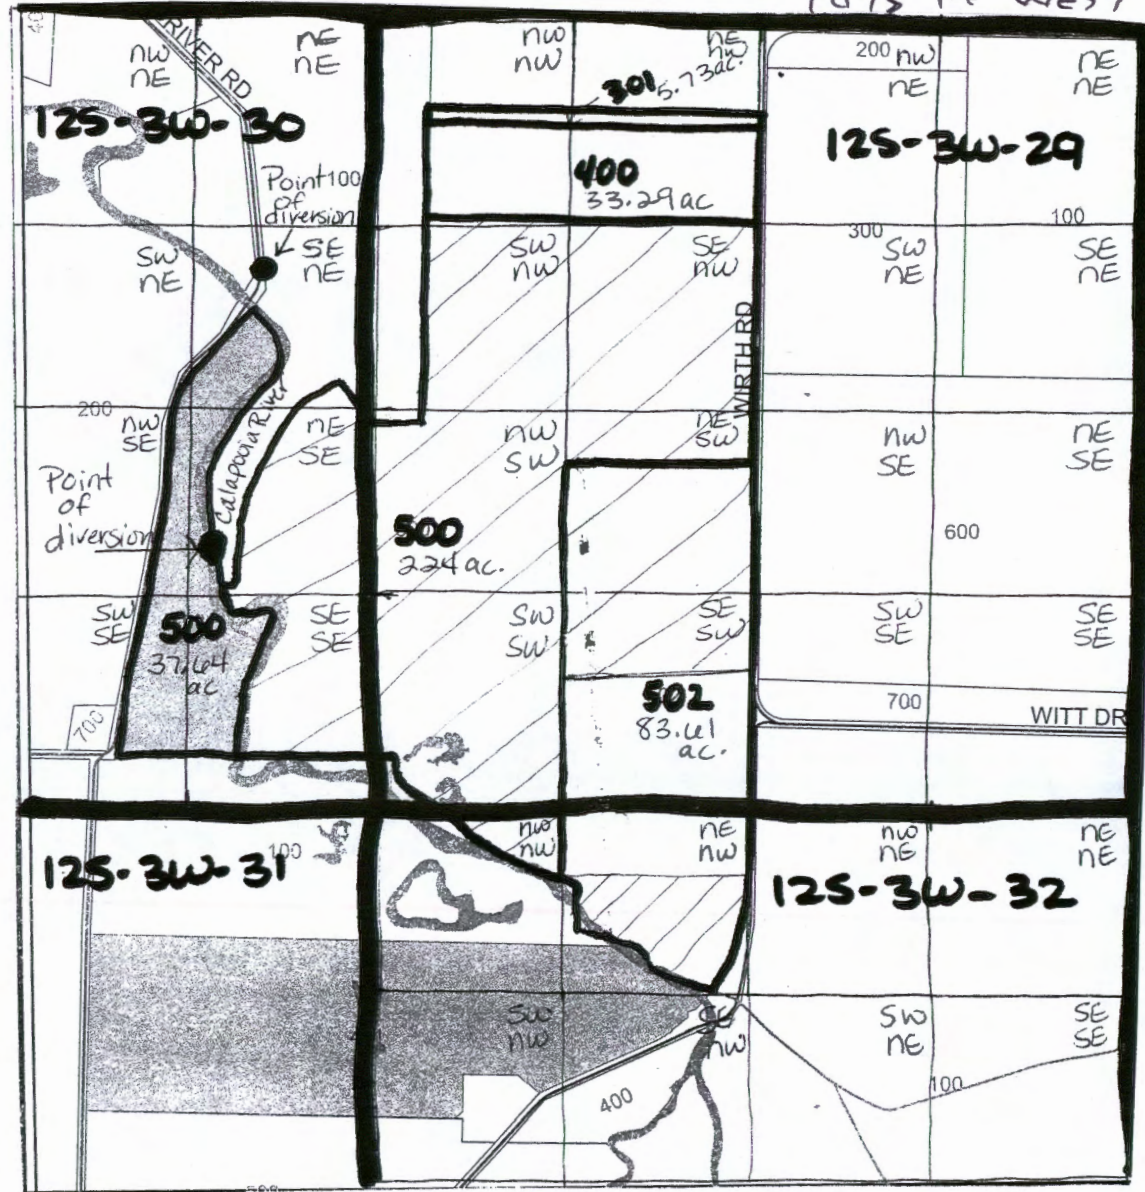 40
RIVER RD
nw
NE
nE
NE
nw
nw
nE
nw
200
nw
nE
nE
nE
301
5.73ac.
12S-3W-30
12S-3W-29
Point
of
diversion
100
400
33.29ac
SW
NE
SE
NE
SW
nW
SE
nW
300
SW
NE
100
SE
NE
WIRTH RD
200
nw
SE
nE
SE
Calapooia River
nw
SW
NE
SW
nw
SE
nE
SE
Point
of
diversion
500
224 ac.
600
SW
SE
500
37.64
ac
SE
SE
SW
SW
SE
SW
SW
SE
SE
SE
502
83.61
ac.
700
700
WITT DR
12S-3W-31
100
nw
nw
NE
nW
nw
nE
nE
nE
12S-3W-32
SW
nW
SE
nW
SW
nE
SE
SE
400
100